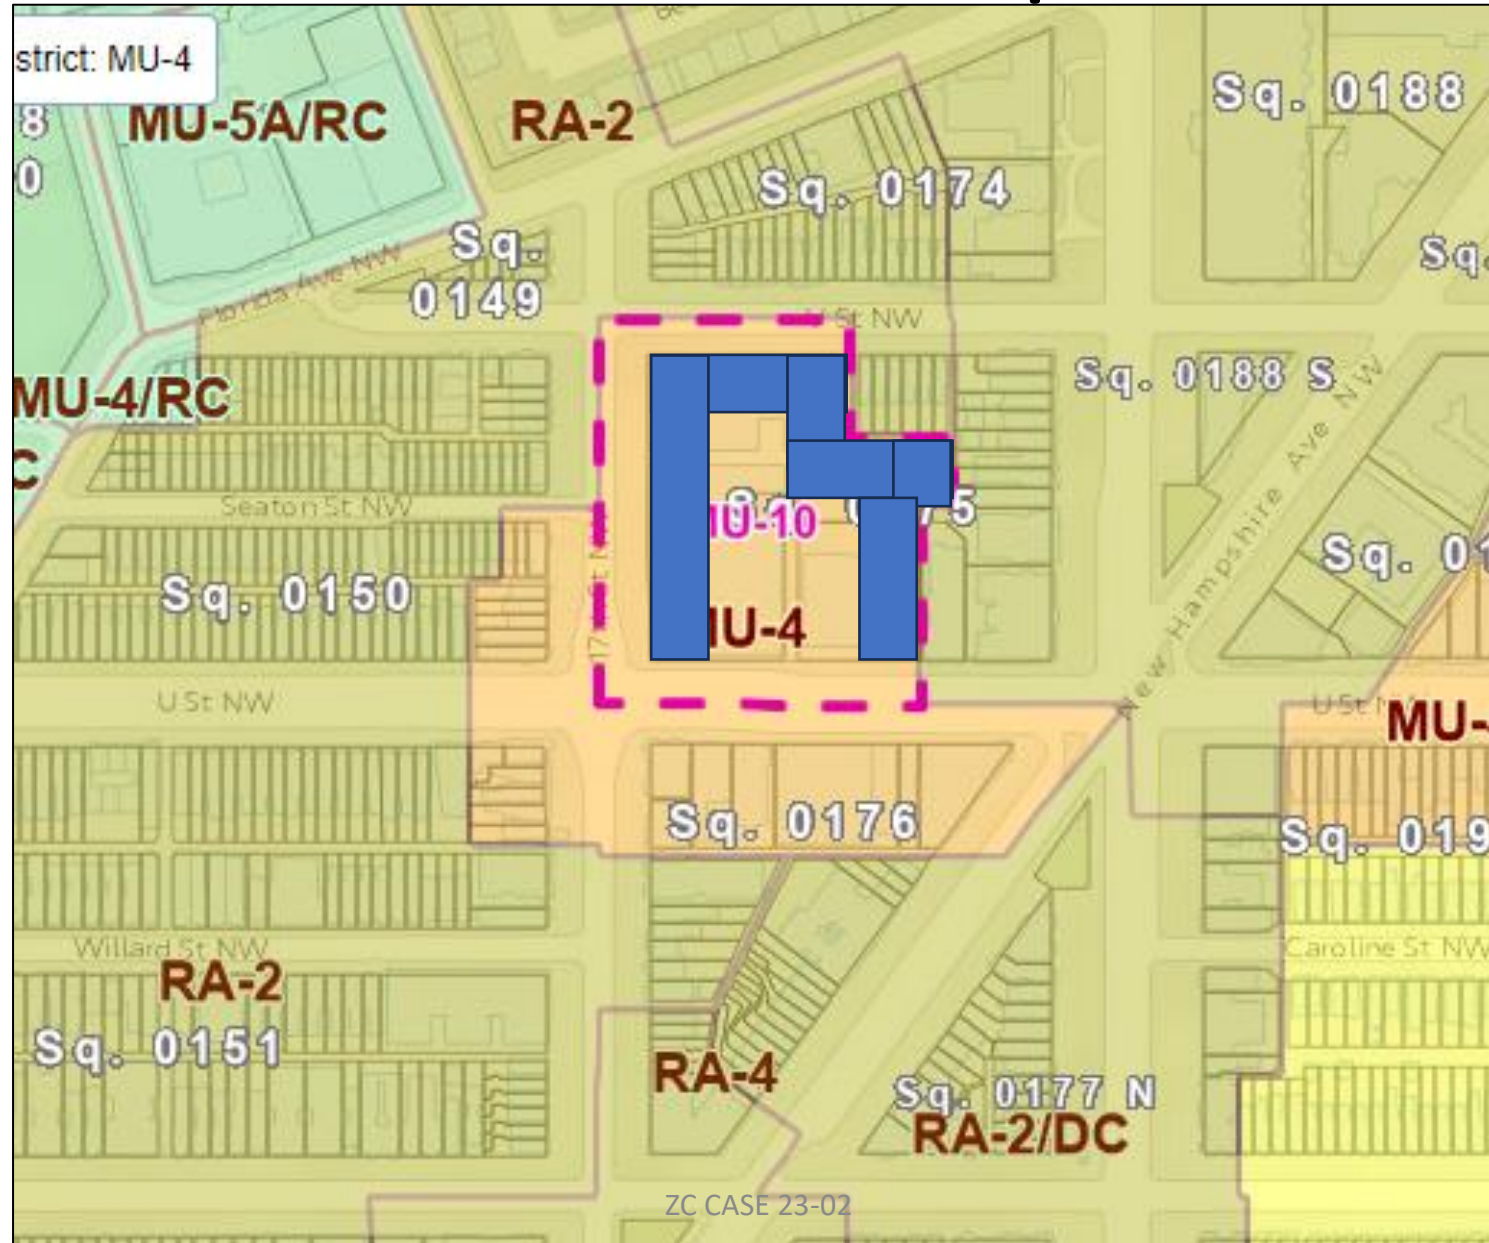 strict: MU-4
MU-5A/RC
RA-2
Sq. 0188
8
0
Sq. 0174
Sq.
0149
Sq.
Florida Ave NW
St NW
MU-4/RC
Sq. 0188 S
C
Seaton St NW
MU-10
5
New Hampshire Ave NW
Sq. 0150
Sq. 01
MU-4
U St NW
U St
MU-
Sq. 0176
Sq. 019
Willard St NW
Caroline St NW
RA-2
Sq. 0151
RA-4
Sq. 0177 N
RA-2/DC
ZC CASE 23-02